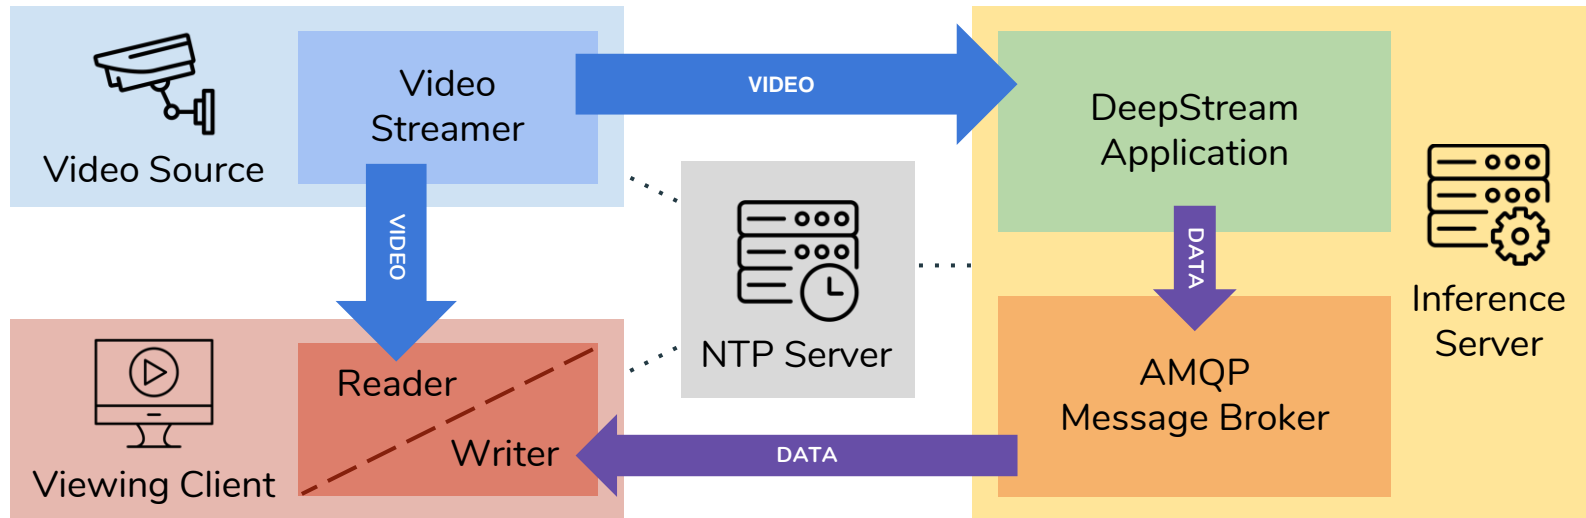 Video Source
Video
Streamer
VIDEO
VIDEO
DeepStream
Application
DATA
Inference
Server
NTP Server
AMQP
Message Broker
DATA
Reader
Writer
Viewing Client